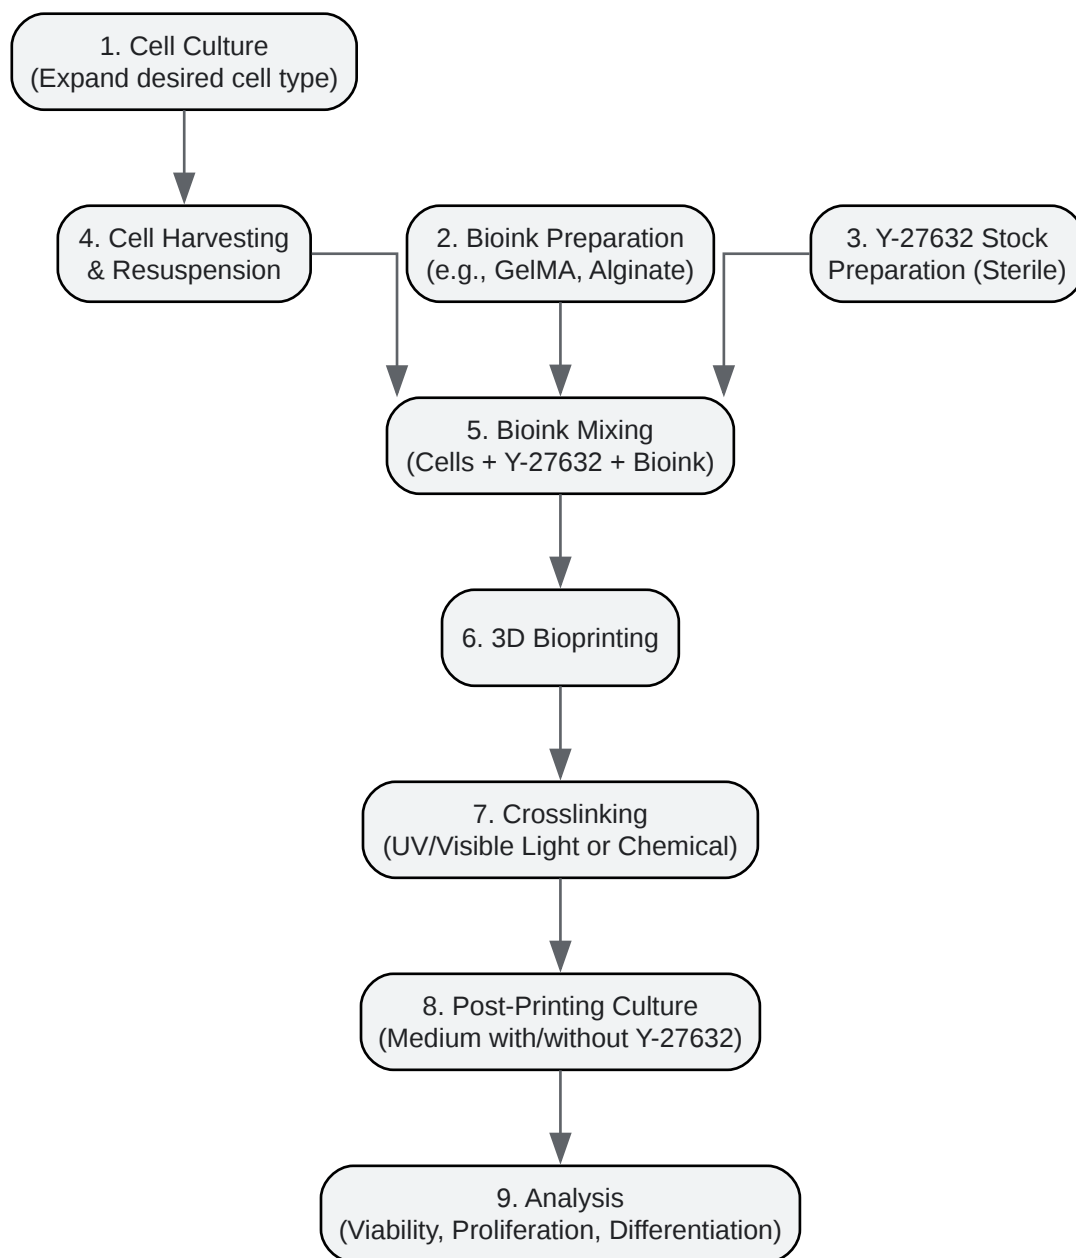 1. Cell Culture
(Expand desired cell type)
4. Cell Harvesting
& Resuspension
2. Bioink Preparation
(e.g., GelMA, Alginate)
3. Y-27632 Stock
Preparation (Sterile)
5. Bioink Mixing
(Cells + Y-27632 + Bioink)
6. 3D Bioprinting
7. Crosslinking
(UV/Visible Light or Chemical)
8. Post-Printing Culture
(Medium with/without Y-27632)
9. Analysis
(Viability, Proliferation, Differentiation)